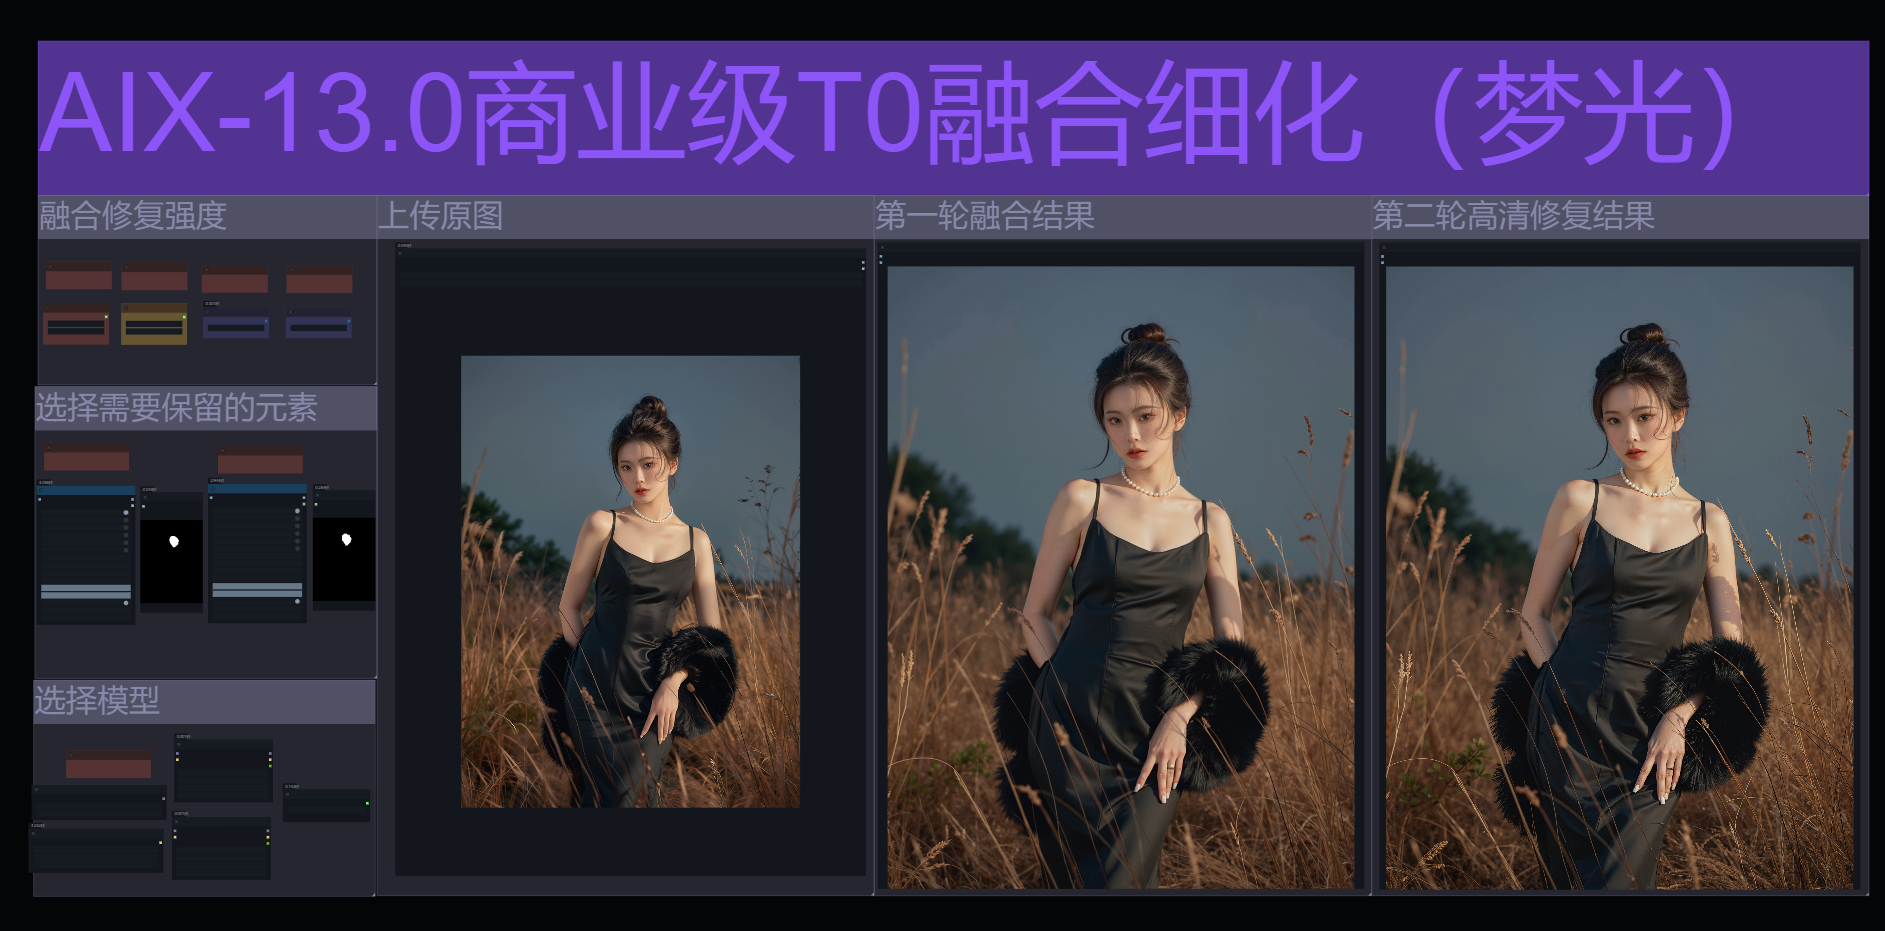 AIX-13.0商业级T0融合细化（梦光）
融合修复强度
上传原图
第一轮融合结果
第二轮高清修复结果
选择需要保留的元素
选择模型